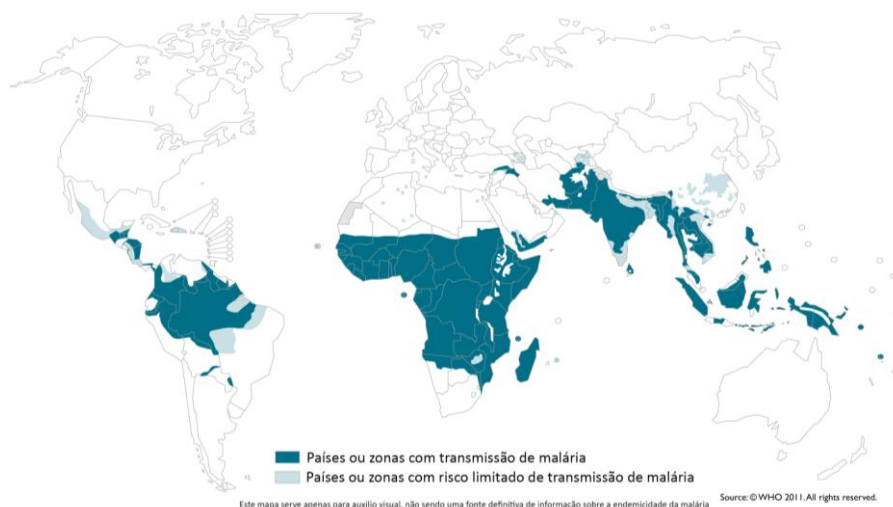 Países ou zonas com transmissão de malária
Países ou zonas com risco limitado de transmissão de malária
Source: © WHO 2011. All rights reserved.
Este mapa serve apenas para auxílio visual, não sendo uma fonte definitiva de informação sobre a endemicidade da malária